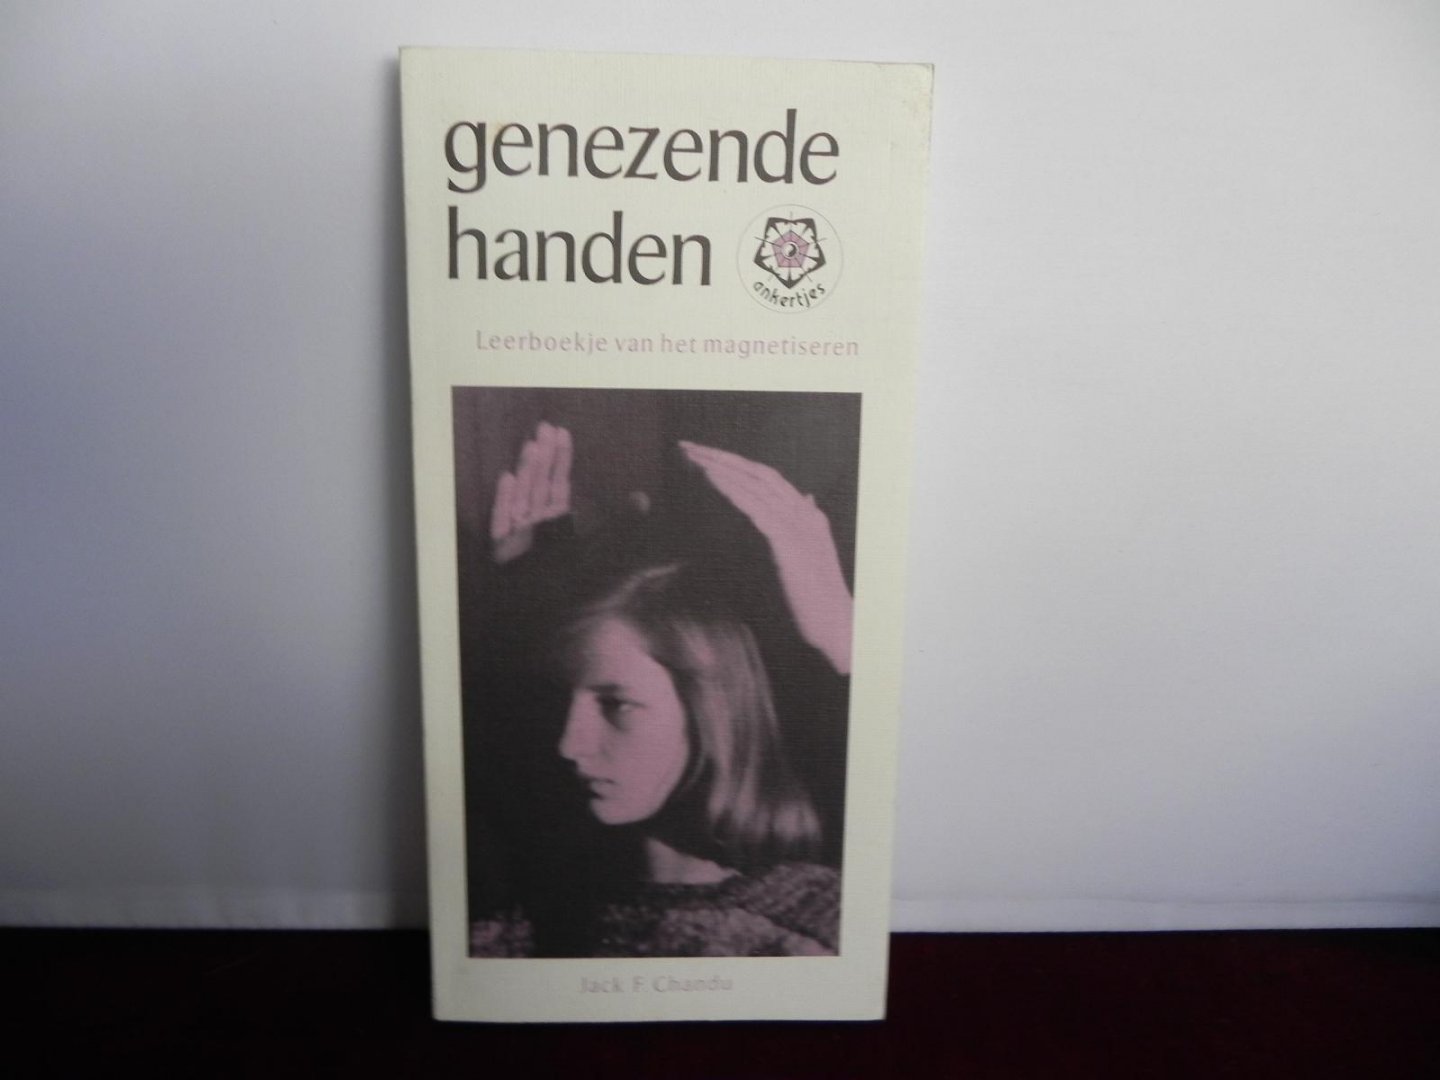 genezende
handen
ankertjes
Leerboekje van het magnetiseren
Jack F. Chandu